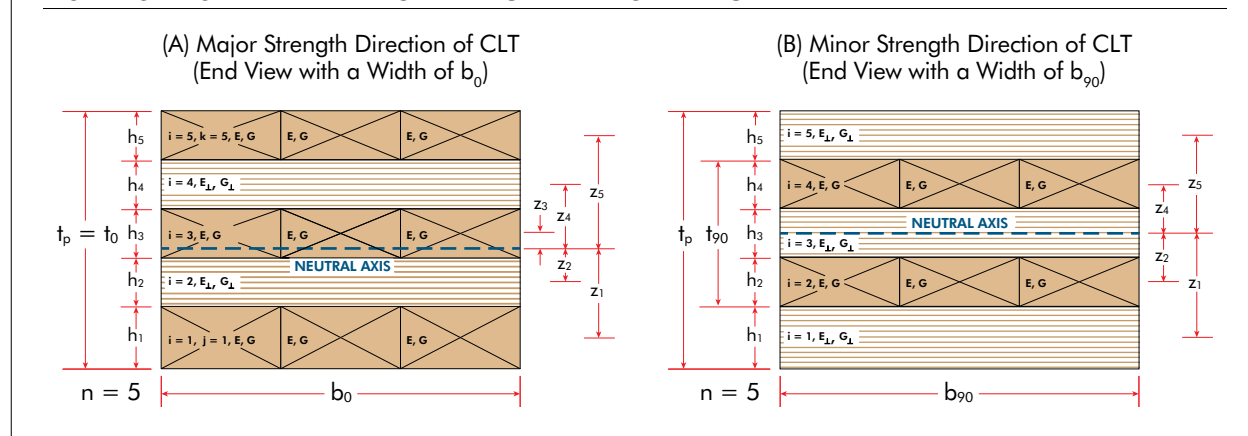 (A) Major Strength Direction of CLT
(End View with a Width of b₀)
h₅
i = 5, k = 5, E, G
E, G
E, G
h₄
i = 4, E⊥, G⊥
z₅
z₃
z₄
tₚ = t₀
h₃
i = 3, E, G
E, G
E, G
NEUTRAL AXIS
h₂
i = 2, E⊥, G⊥
z₂
z₁
h₁
i = 1, j = 1, E, G
E, G
E, G
n = 5
b₀
(B) Minor Strength Direction of CLT
(End View with a Width of b₉₀)
h₅
i = 5, E⊥, G⊥
h₄
i = 4, E, G
E, G
E, G
z₅
z₄
tₚ
t₉₀
h₃
NEUTRAL AXIS
i = 3, E⊥, G⊥
h₂
i = 2, E, G
E, G
E, G
z₂
z₁
h₁
i = 1, E⊥, G⊥
n = 5
b₉₀